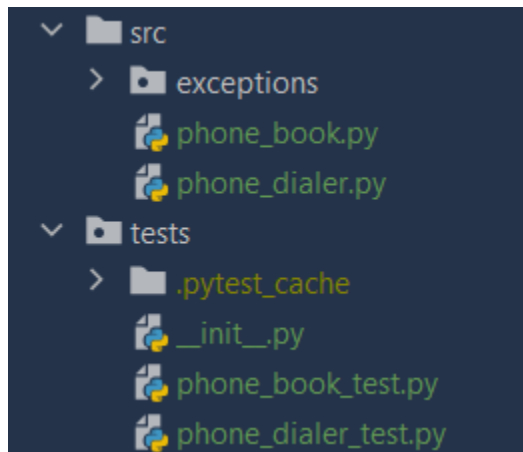 src
exceptions
phone_book.py
phone_dialer.py
tests
.pytest_cache
__init__.py
phone_book_test.py
phone_dialer_test.py